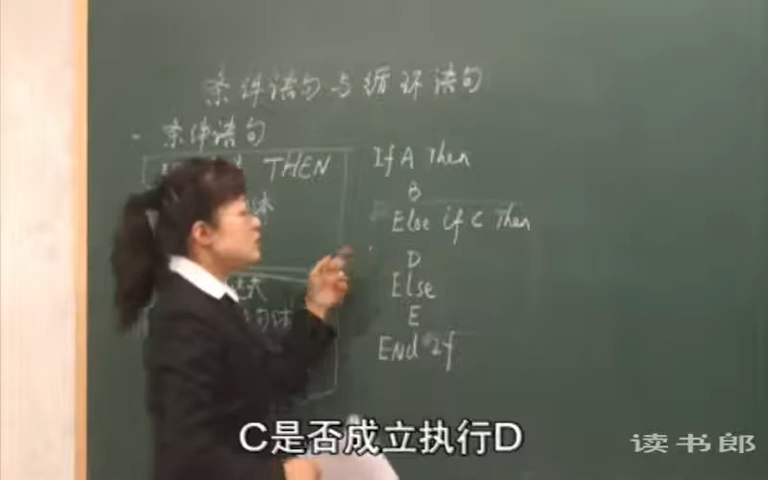 条件语句与循环语句
一 条件语句
THEN
If A Then
B
Else if C Then
D
Else
E
End If
C是否成立执行D
读书郎